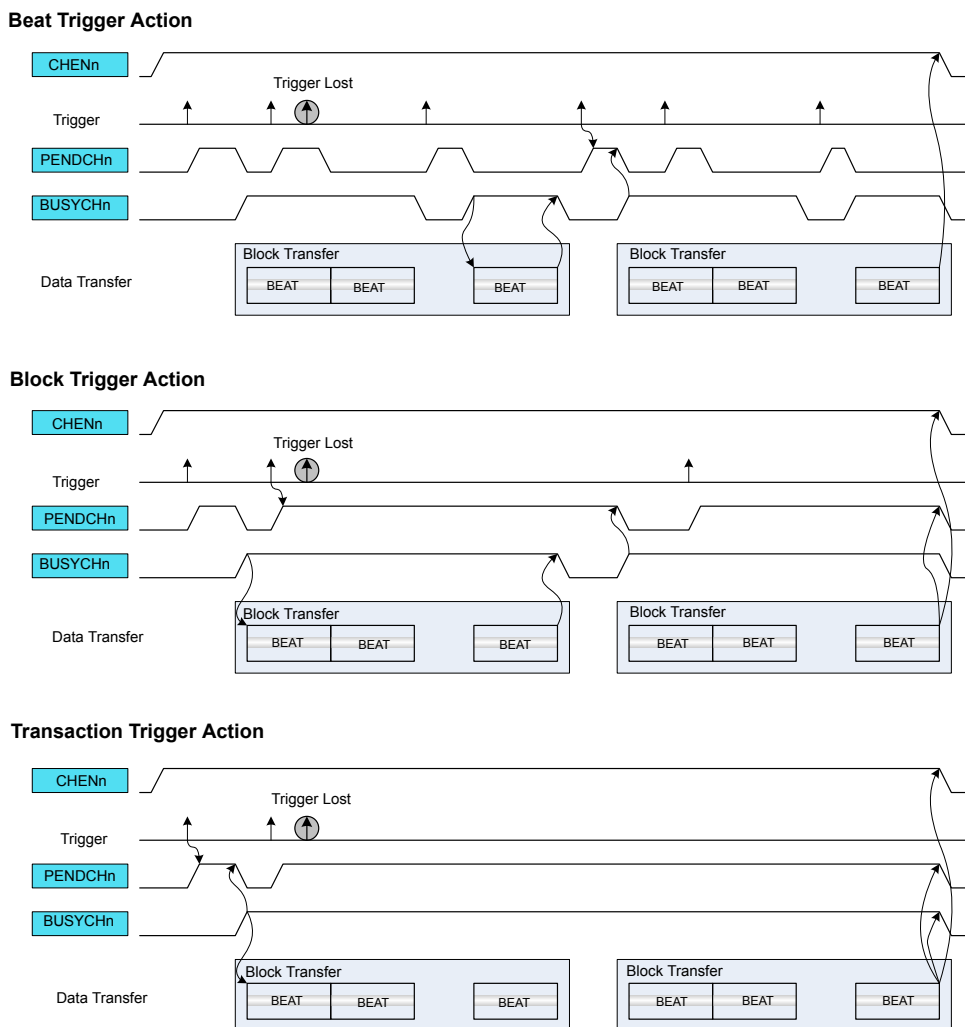 Beat Trigger Action
CHENn
Trigger Lost
Trigger
PENDCHn
BUSYCHn
Block Transfer
Block Transfer
Data Transfer
BEAT
BEAT
BEAT
BEAT
BEAT
BEAT
Block Trigger Action
CHENn
Trigger Lost
Trigger
PENDCHn
BUSYCHn
Block Transfer
Block Transfer
Data Transfer
BEAT
BEAT
BEAT
BEAT
BEAT
BEAT
Transaction Trigger Action
CHENn
Trigger Lost
Trigger
PENDCHn
BUSYCHn
Block Transfer
Block Transfer
Data Transfer
BEAT
BEAT
BEAT
BEAT
BEAT
BEAT